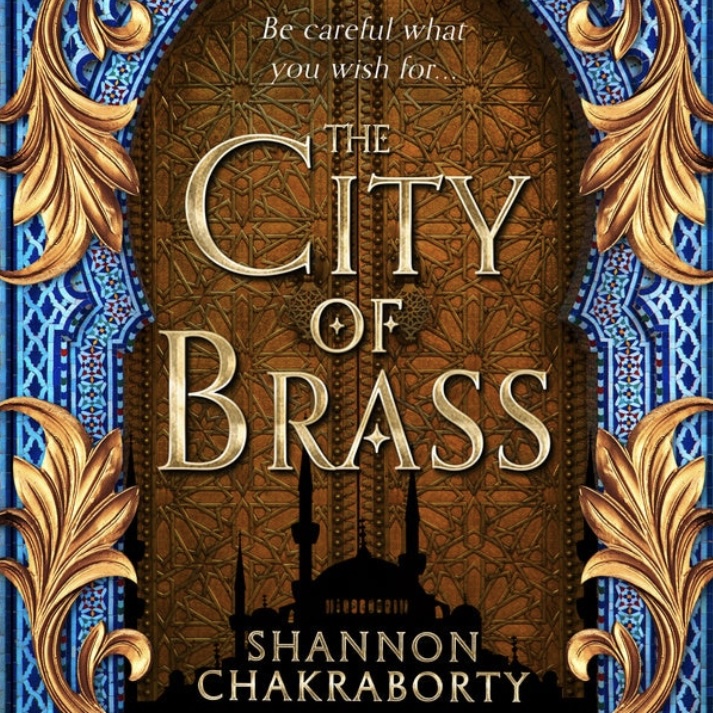 Be careful what
you wish for...
THE
CITY
OF
BRASS
SHANNON
CHAKRABORTY